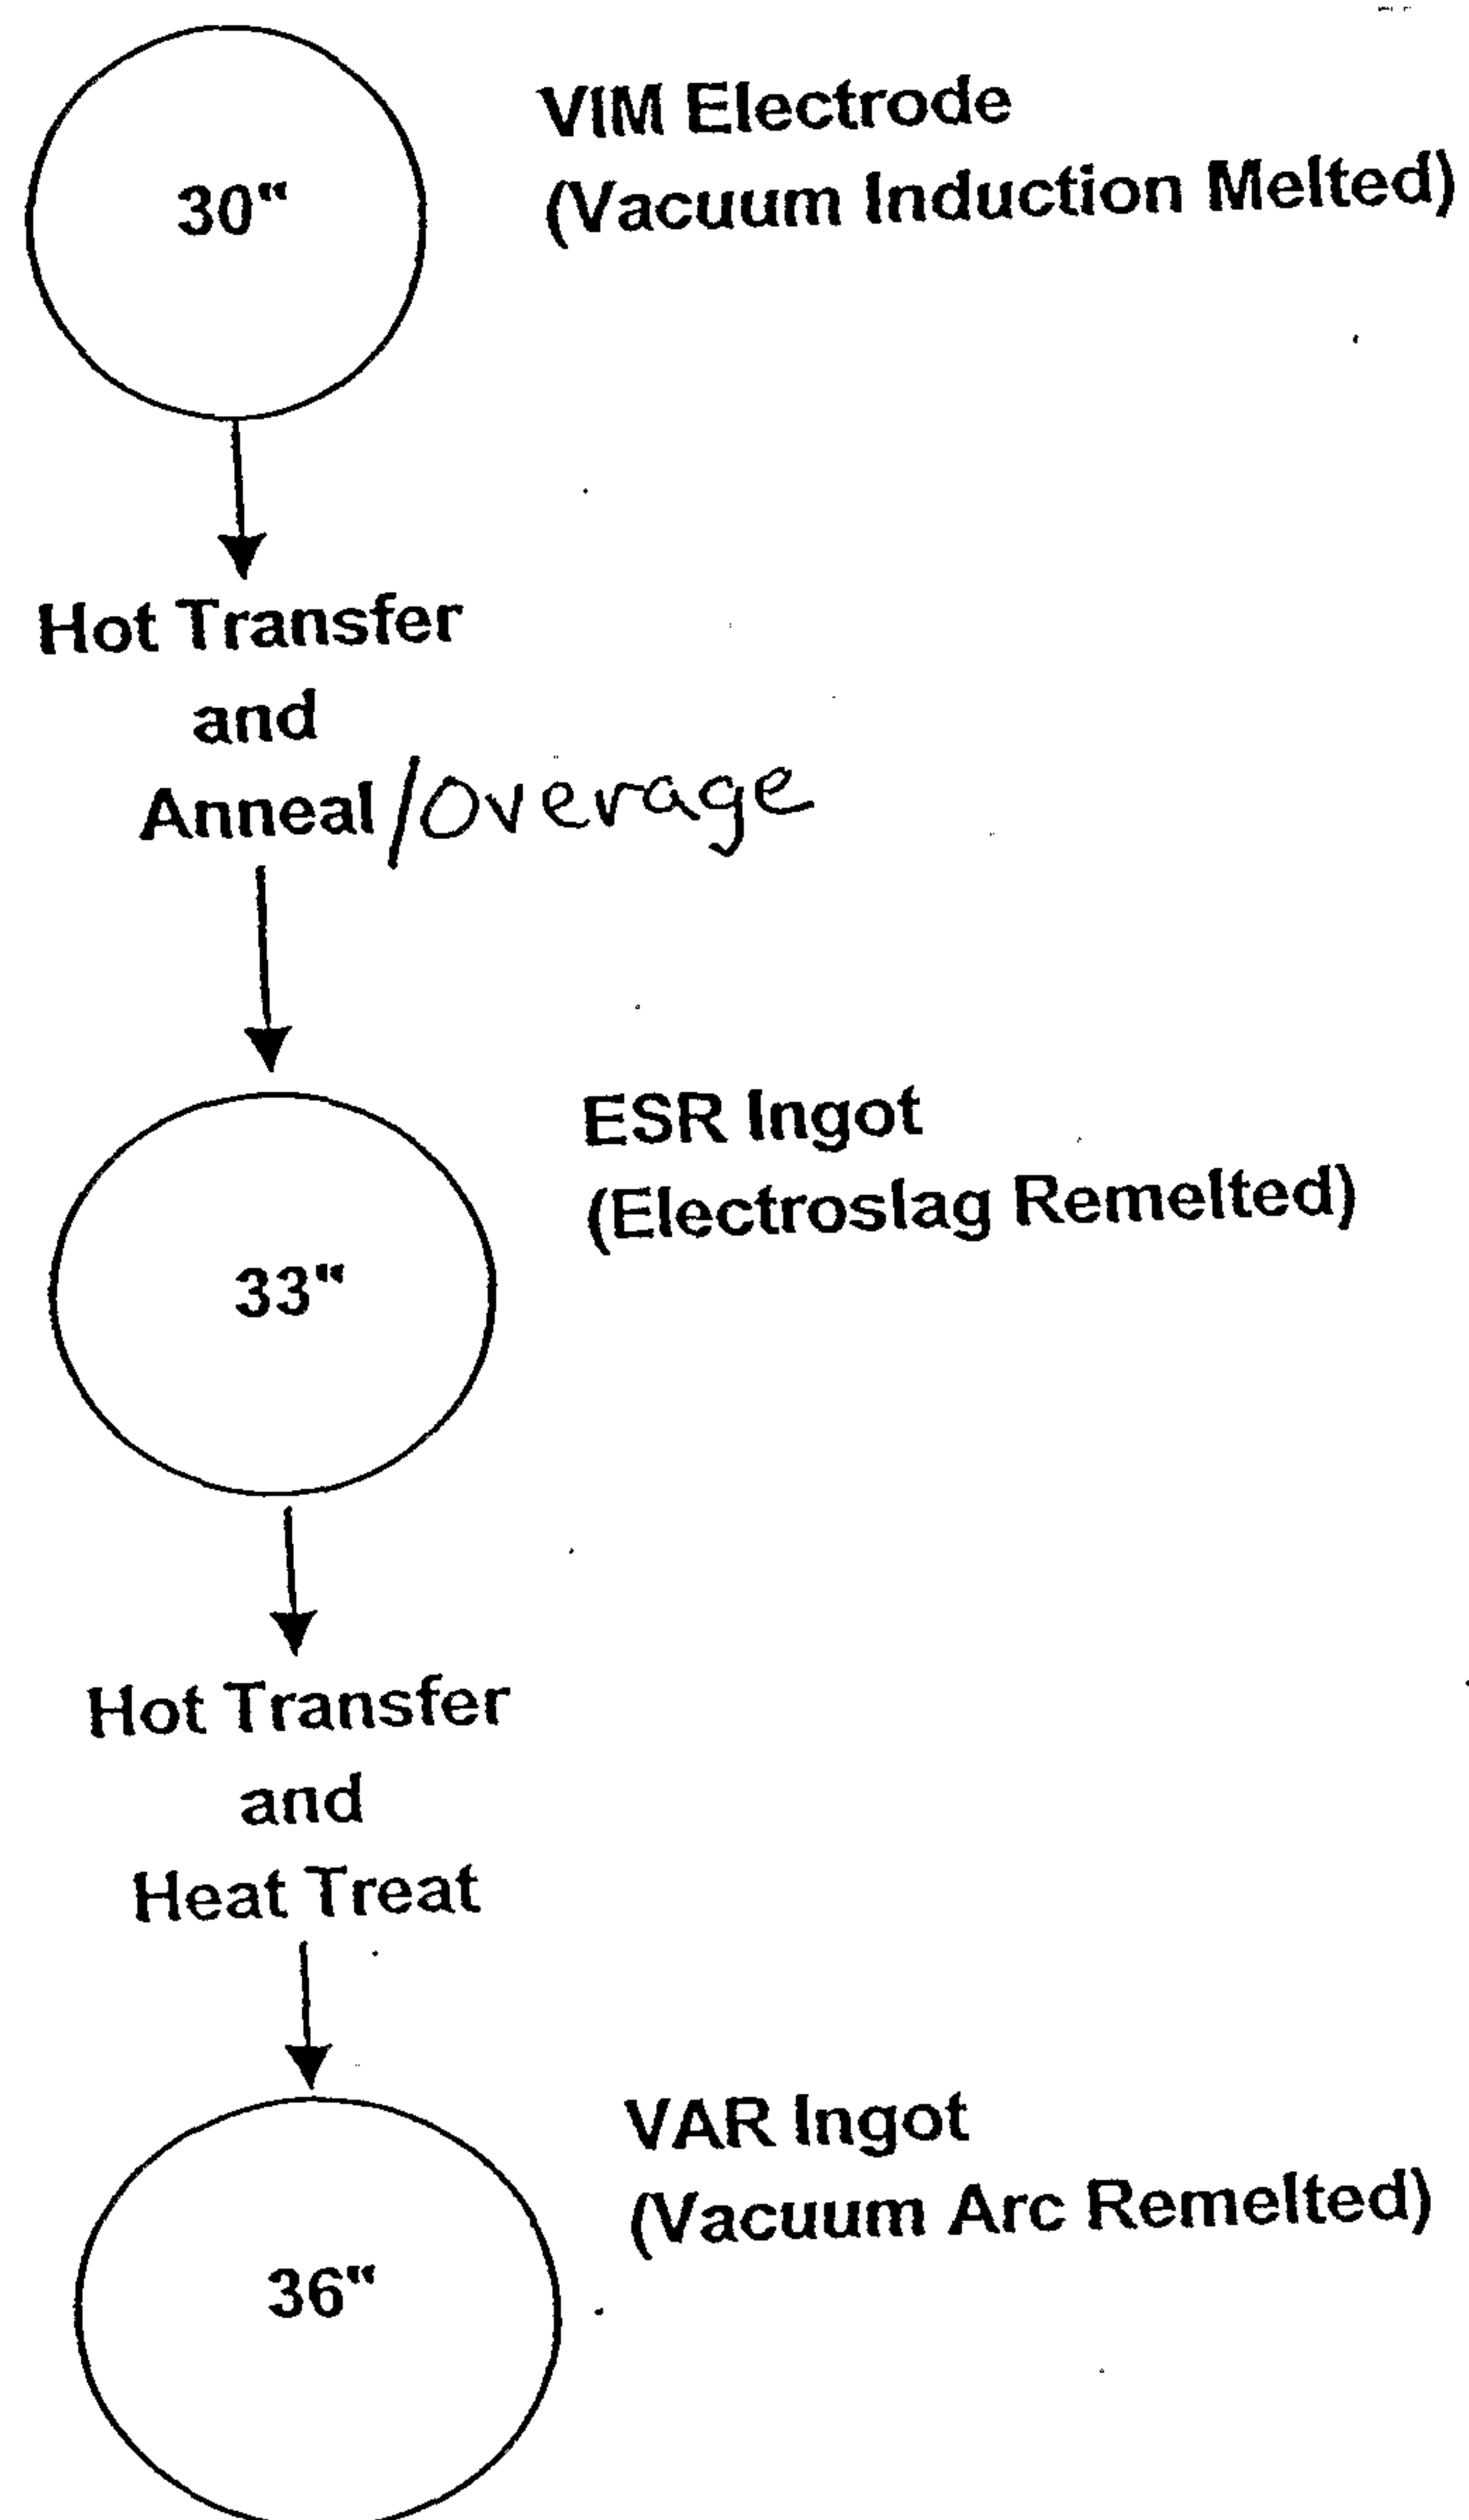 VIM Electrode
(Vacuum Induction Melted)
30"
Hot Transfer
and
Anneal/overage
ESR Ingot
(Electroslag Remelted)
33"
Hot Transfer
and
Heat Treat
VAR Ingot
(Vacuum Arc Remelted)
36"